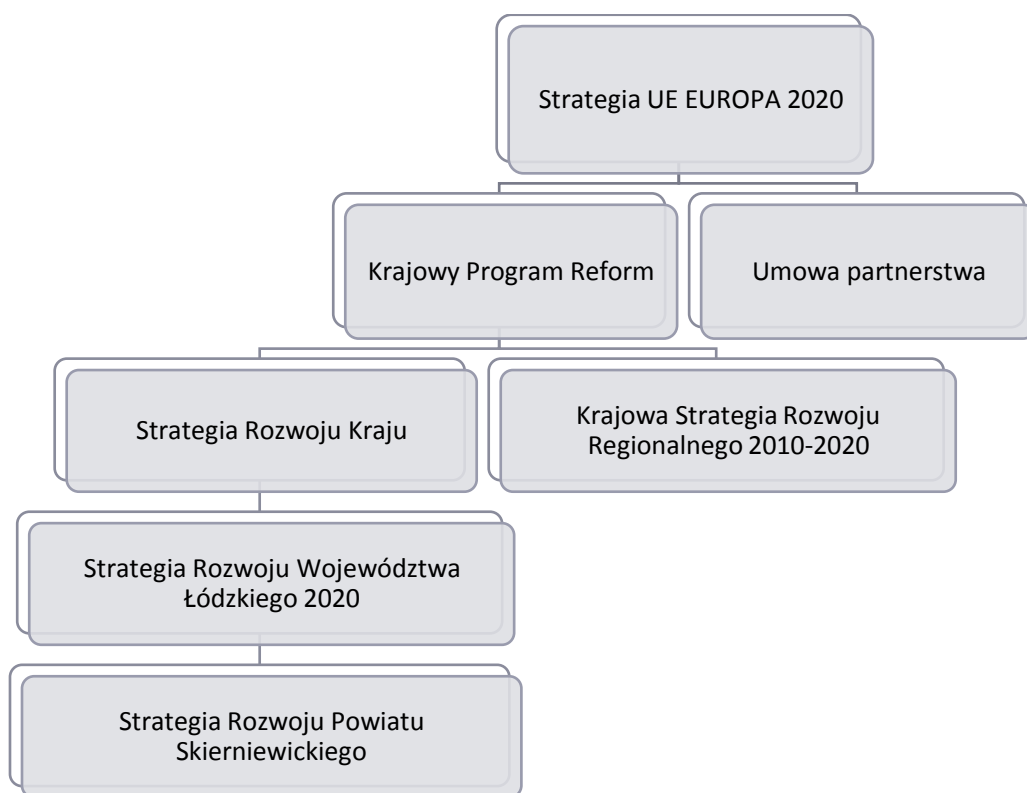 Strategia UE EUROPA 2020
Krajowy Program Reform
Umowa partnerstwa
Strategia Rozwoju Kraju
Krajowa Strategia Rozwoju
Regionalnego 2010-2020
Strategia Rozwoju Województwa
Łódzkiego 2020
Strategia Rozwoju Powiatu
Skierniewickiego